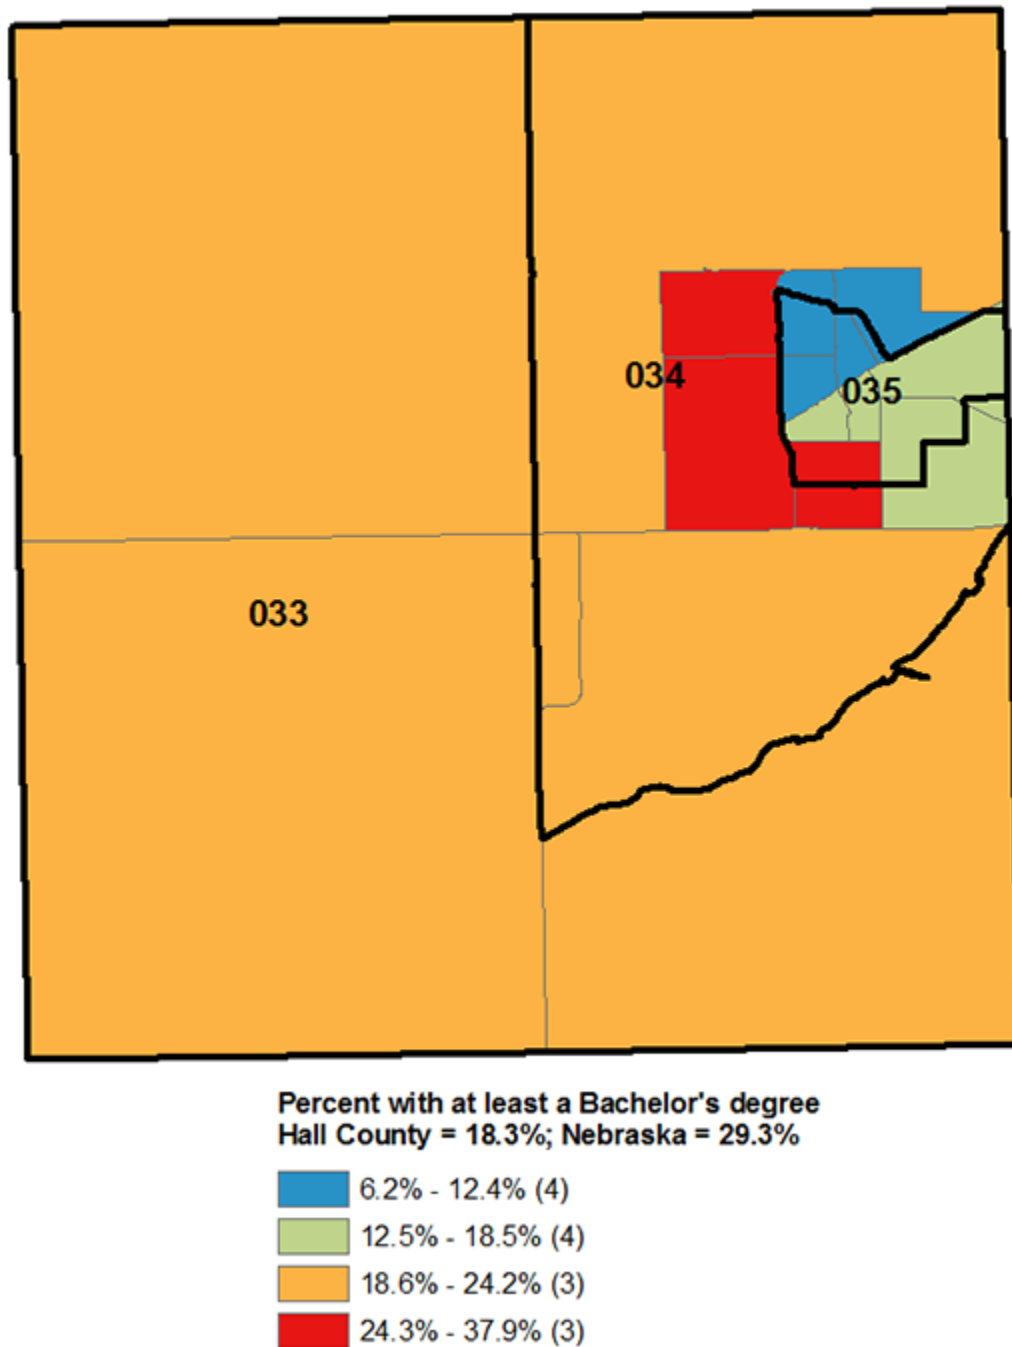 034
035
033
Percent with at least a Bachelor's degree
Hall County = 18.3%; Nebraska = 29.3%
6.2% - 12.4% (4)
12.5% - 18.5% (4)
18.6% - 24.2% (3)
24.3% - 37.9% (3)